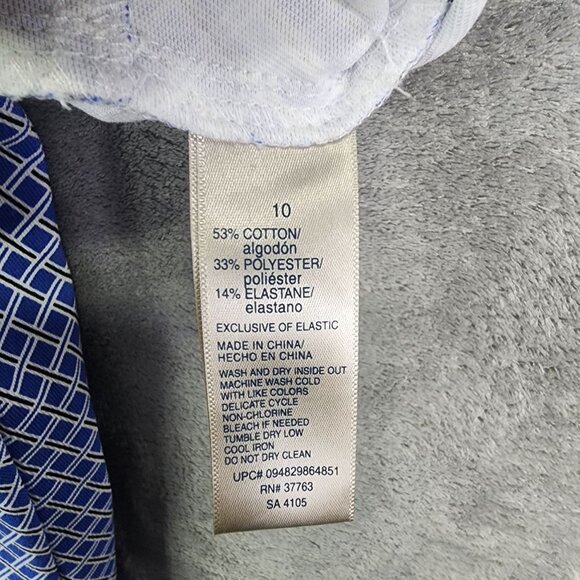 10
53% COTTON/
algodón
33% POLYESTER/
poliéster
14% ELASTANE/
elastano
EXCLUSIVE OF ELASTIC
MADE IN CHINA/
HECHO EN CHINA
WASH AND DRY INSIDE OUT
MACHINE WASH COLD
WITH LIKE COLORS
DELICATE CYCLE
NON-CHLORINE
BLEACH IF NEEDED
TUMBLE DRY LOW
COOL IRON
DO NOT DRY CLEAN
UPC# 094829864851
RN# 37763
SA 4105